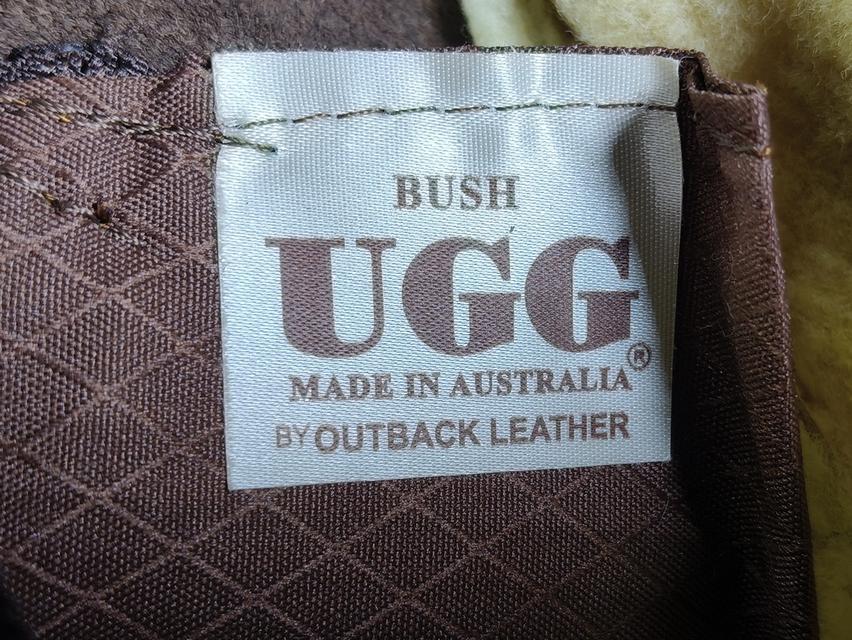 BUSH
UGG
MADE IN AUSTRALIA®
BY OUTBACK LEATHER